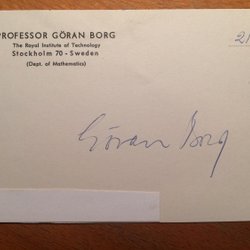 PROFESSOR GÖRAN BORG
The Royal Institute of Technology
Stockholm 70 - Sweden
(Dept. of Mathematics)
Göran Borg